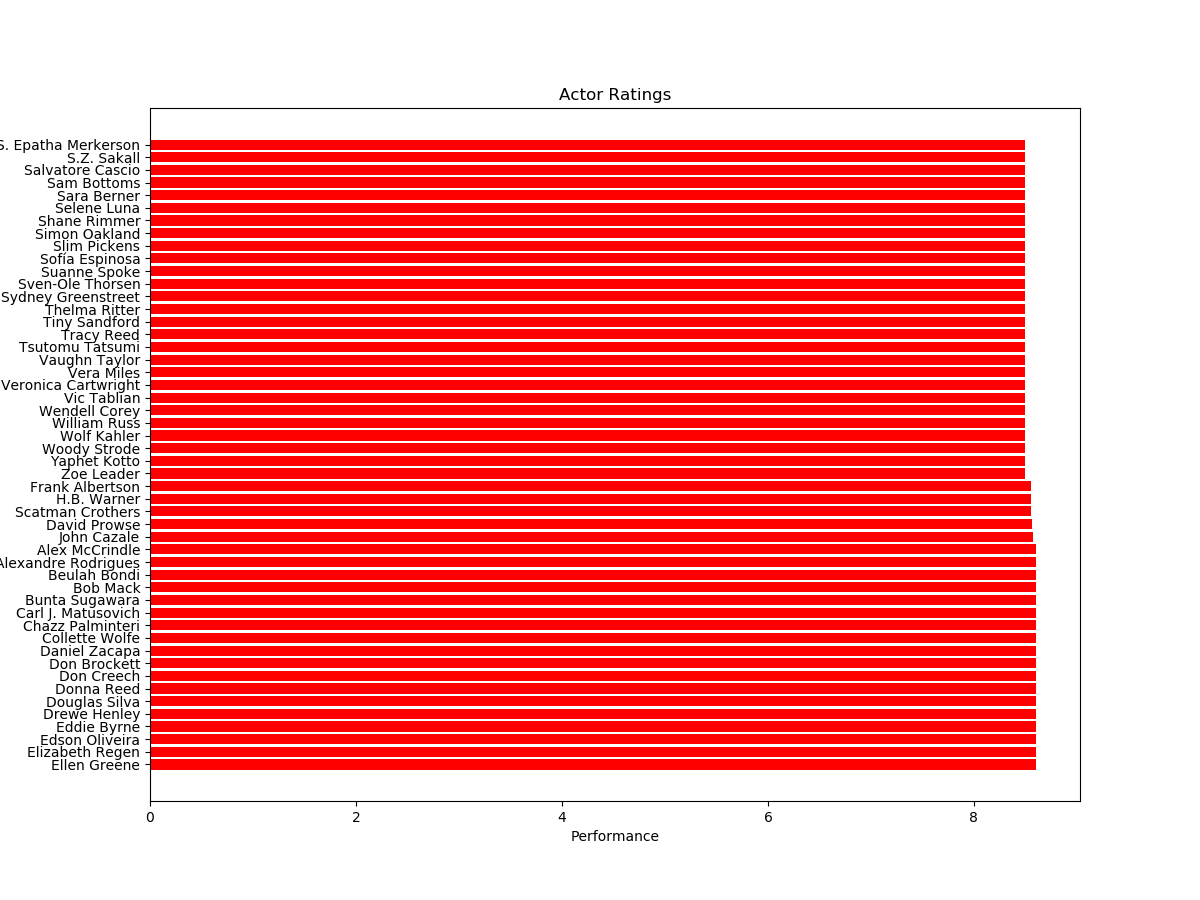 Actor Ratings
S. Epatha Merkerson
S.Z. Sakall
Salvatore Cascio
Sam Bottoms
Sara Berner
Selene Luna
Shane Rimmer
Simon Oakland
Slim Pickens
Sofía Espinosa
Suanne Spoke
Sven-Ole Thorsen
Sydney Greenstreet
Thelma Ritter
Tiny Sandford
Tracy Reed
Tsutomu Tatsumi
Vaughn Taylor
Vera Miles
Veronica Cartwright
Vic Tablian
Wendell Corey
William Russ
Wolf Kahler
Woody Strode
Yaphet Kotto
Zoe Leader
Frank Albertson
H.B. Warner
Scatman Crothers
David Prowse
John Cazale
Alex McCrindle
Alexandre Rodrigues
Beulah Bondi
Bob Mack
Bunta Sugawara
Carl J. Matusovich
Chazz Palminteri
Collette Wolfe
Daniel Zacapa
Don Brockett
Don Creech
Donna Reed
Douglas Silva
Drewe Henley
Eddie Byrne
Edson Oliveira
Elizabeth Regen
Ellen Greene
0 2 4 6 8
Performance